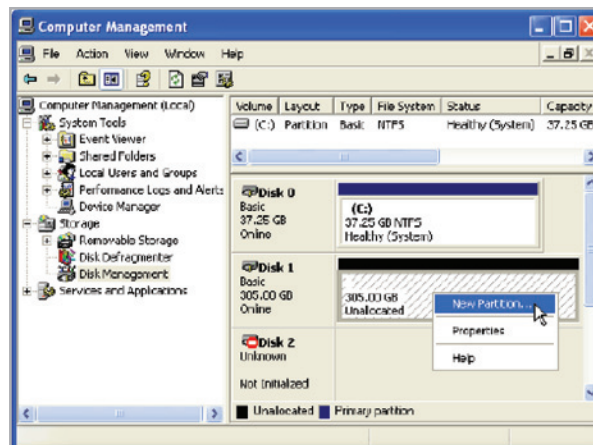 Computer Management
File Action View Window Help
Computer Management (Local)
System Tools
Event Viewer
Shared Folders
Local Users and Groups
Performance Logs and Alerts
Device Manager
Storage
Removable Storage
Disk Defragmenter
Disk Management
Services and Applications
Volume Layout Type File System Status Capacity
(C:) Partition Basic NTFS Healthy (System) 37.25 GB
Disk 0
Basic
37.25 GB
Online
(C:)
37.25 GB NTFS
Healthy (System)
Disk 1
Basic
305.00 GB
Online
305.00 GB
Unallocated
New Partition...
Properties
Help
Disk 2
Unknown
Not Initialized
Unallocated Primary partition